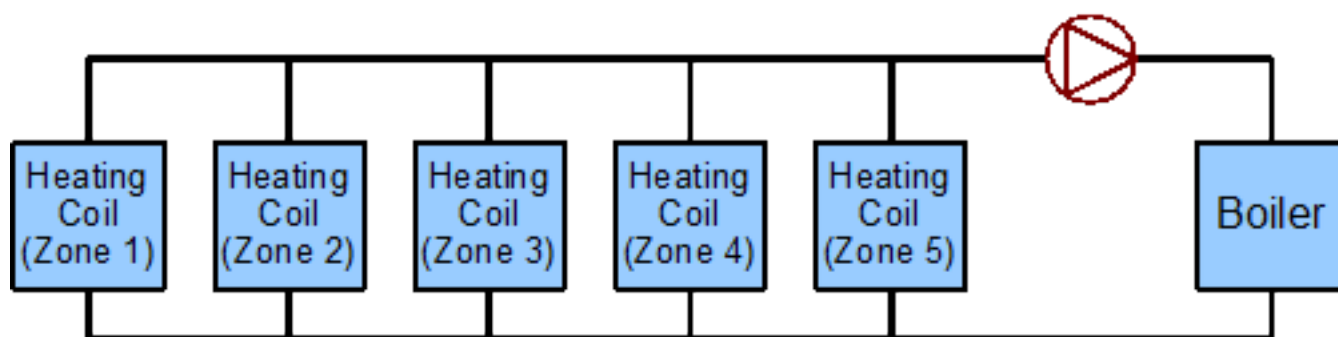 Heating
Coil
(Zone 1)
Heating
Coil
(Zone 2)
Heating
Coil
(Zone 3)
Heating
Coil
(Zone 4)
Heating
Coil
(Zone 5)
Boiler